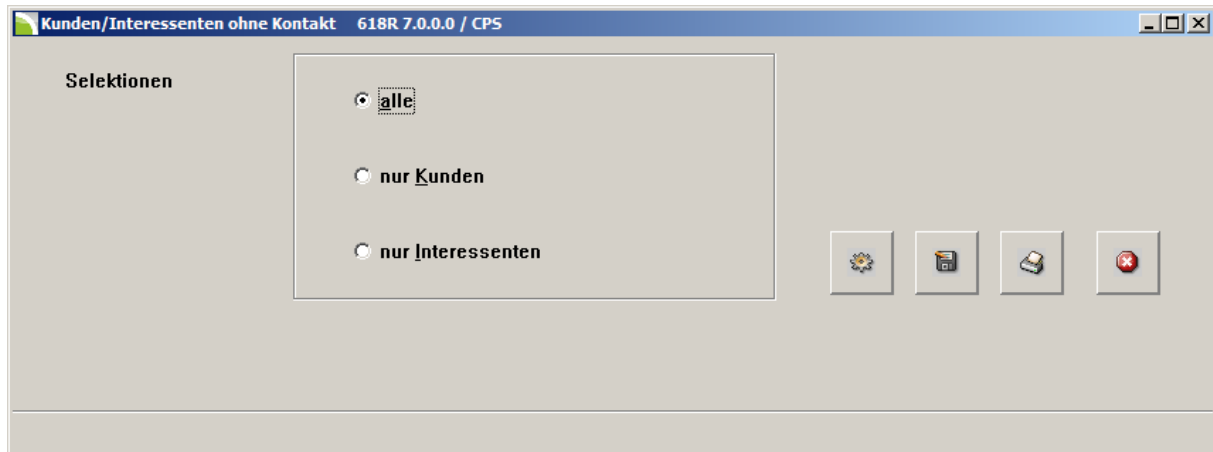 Kunden/Interessenten ohne Kontakt 618R 7.0.0.0 / CPS
Selektionen
alle
nur Kunden
nur Interessenten